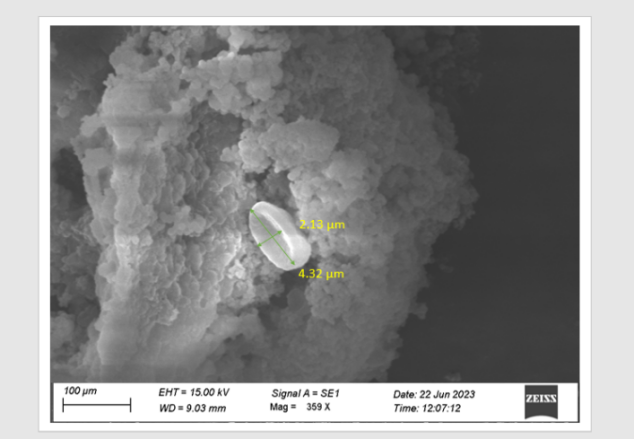 2.13 µm
4.32 µm
100 µm
EHT = 15.00 kV
Signal A = SE1
Date: 22 Jun 2023
ZEISS
WD = 9.03 mm
Mag = 359 X
Time: 12:07:12